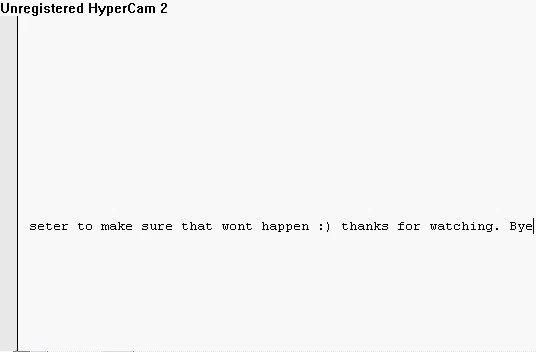 Unregistered HyperCam 2
seter to make sure that wont happen :) thanks for watching. Bye